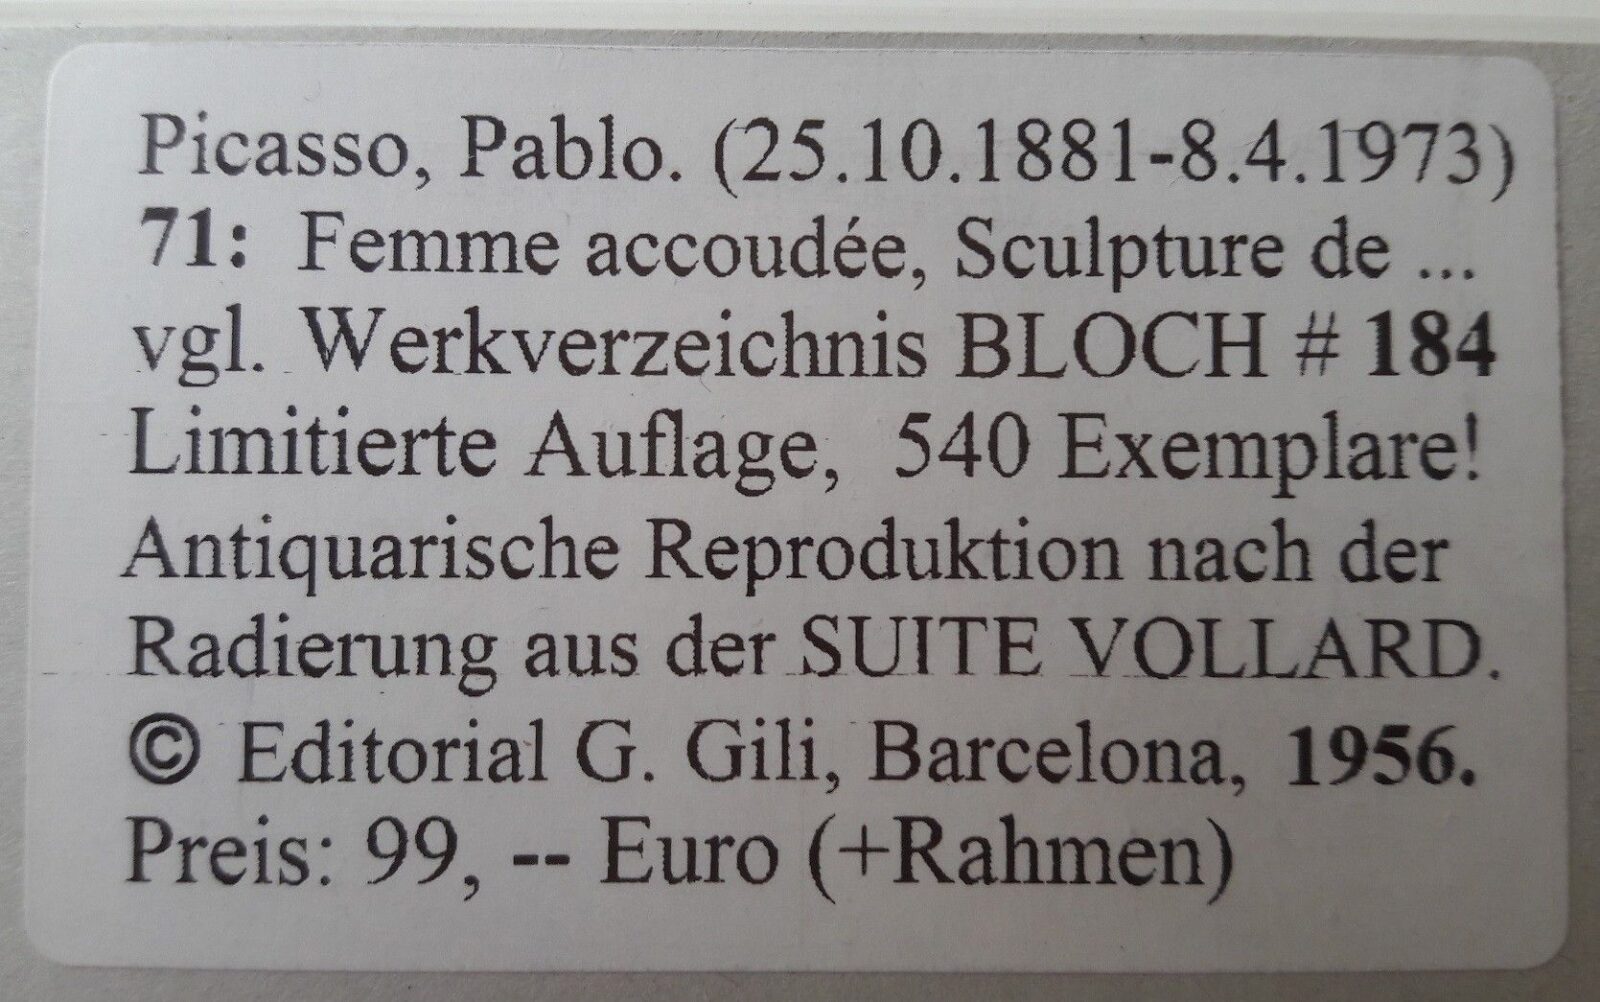 Picasso, Pablo. (25.10.1881-8.4.1973)
71: Femme accoudée, Sculpture de ...
vgl. Werkverzeichnis BLOCH # 184
Limitierte Auflage, 540 Exemplare!
Antiquarische Reproduktion nach der
Radierung aus der SUITE VOLLARD.
© Editorial G. Gili, Barcelona, 1956.
Preis: 99, -- Euro (+Rahmen)